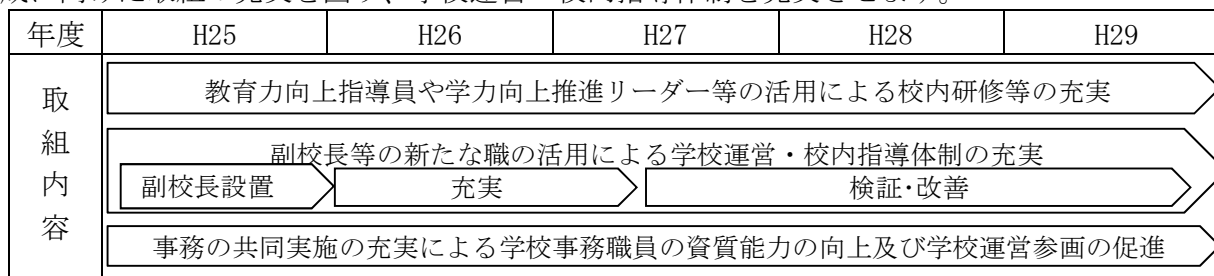 年度 H25 H26 H27 H28 H29
取組内容
教育力向上指導員や学力向上推進リーダー等の活用による校内研修等の充実
副校長等の新たな職の活用による学校運営・校内指導体制の充実
副校長設置 充実 検証・改善
事務の共同実施の充実による学校事務職員の資質能力の向上及び学校運営参画の促進